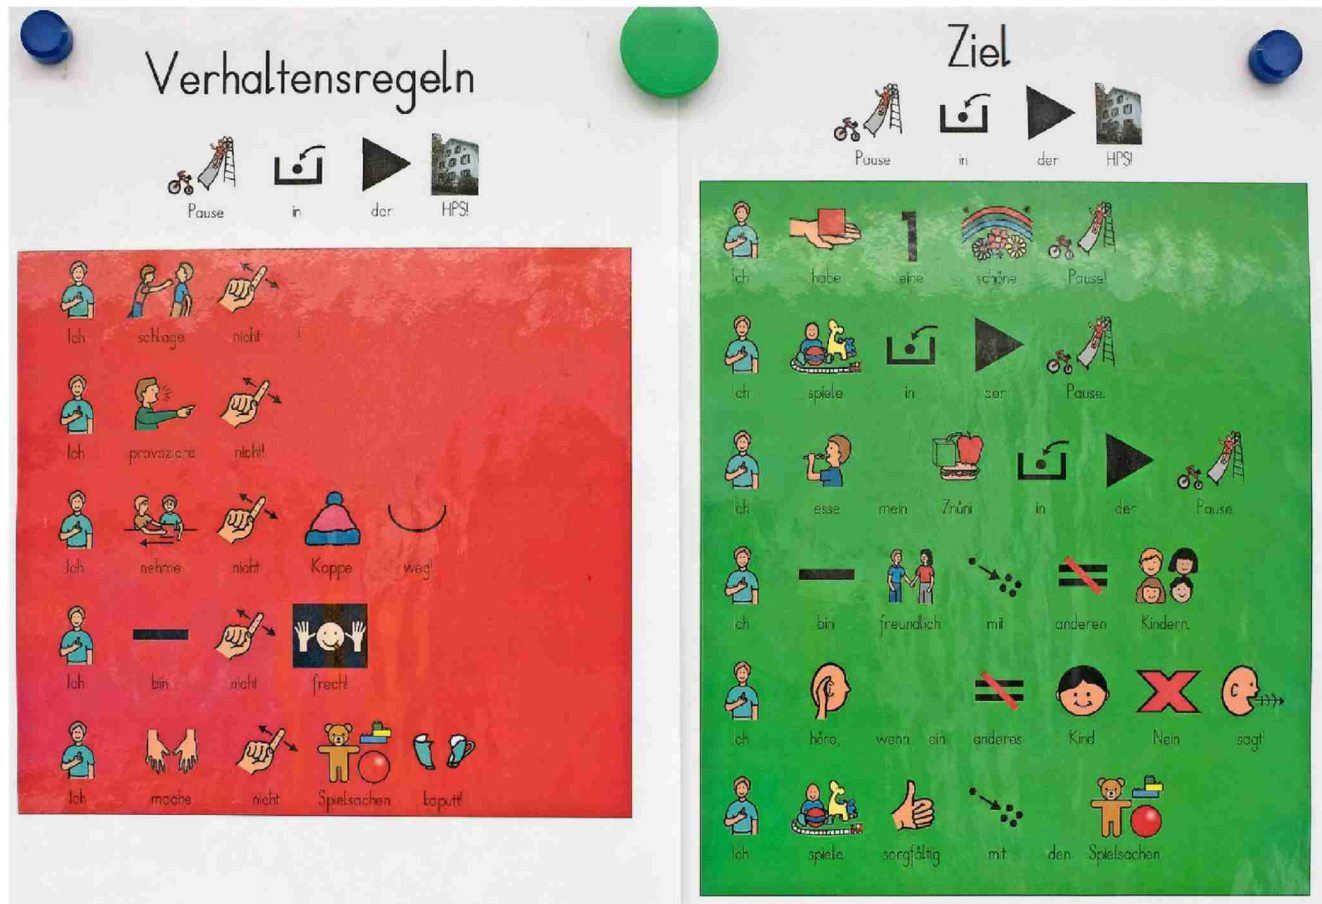 Verhaltensregeln
Pause in der HPS!
Ich schlage nicht !
Ich provoziere nicht!
Ich nehme nicht Kappe weg!
Ich bin nicht frech!
Ich mache nicht Spielsachen kaputt!
Ziel
Pause in der HPS!
Ich habe eine schöne Pause!
Ich spiele in der Pause.
Ich esse mein Znüni in der Pause
Ich bin freundlich mit anderen Kindern.
Ich höre, wenn ein anderes Kind Nein sagt!
Ich spiele sorgfältig mit den Spielsachen.